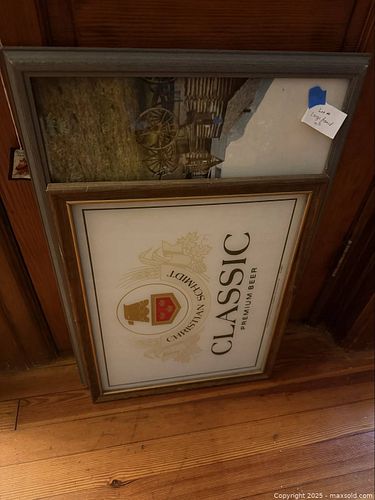 CHRISTIAN SCHMIDT
CLASSIC
PREMIUM BEER
Copyright 2025 - maxsold.com